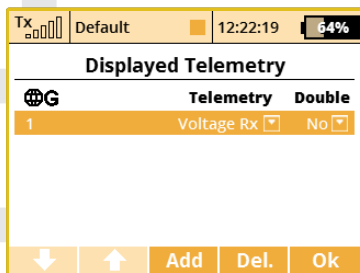 Tx Default 12:22:19 64%
Displayed Telemetry
G Telemetry Double
1 Voltage Rx No
Add Del. Ok